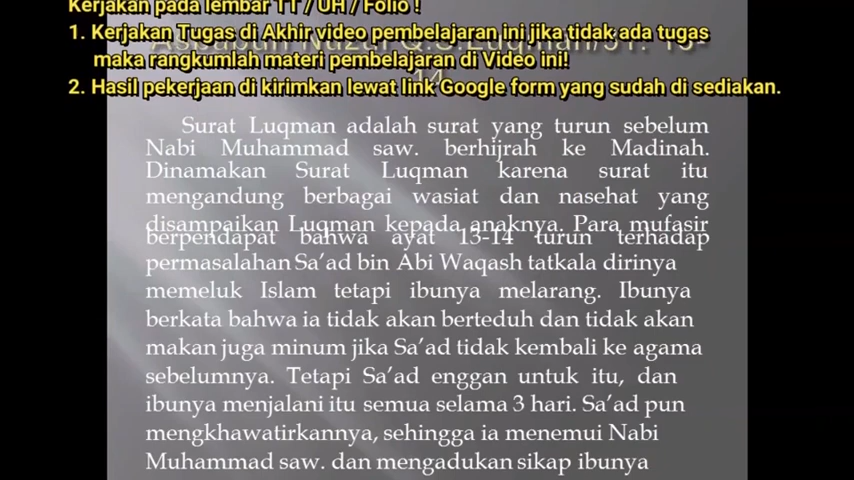 Kerjakan pada lembar TT / UH / Folio !
1. Kerjakan Tugas di Akhir video pembelajaran ini jika tidak ada tugas
maka rangkumlah materi pembelajaran di Video ini!
2. Hasil pekerjaan di kirimkan lewat link Google form yang sudah di sediakan.
Surat Luqman adalah surat yang turun sebelum
Nabi Muhammad saw. berhijrah ke Madinah.
Dinamakan Surat Luqman karena surat itu
mengandung berbagai wasiat dan nasehat yang
disampaikan Luqman kepada anaknya. Para mufasir
berpendapat bahwa ayat 13-14 turun terhadap
permasalahan Sa’ad bin Abi Waqash tatkala dirinya
memeluk Islam tetapi ibunya melarang. Ibunya
berkata bahwa ia tidak akan berteduh dan tidak akan
makan juga minum jika Sa’ad tidak kembali ke agama
sebelumnya. Tetapi Sa’ad enggan untuk itu, dan
ibunya menjalani itu semua selama 3 hari. Sa’ad pun
mengkhawatirkannya, sehingga ia menemui Nabi
Muhammad saw. dan mengadukan sikap ibunya